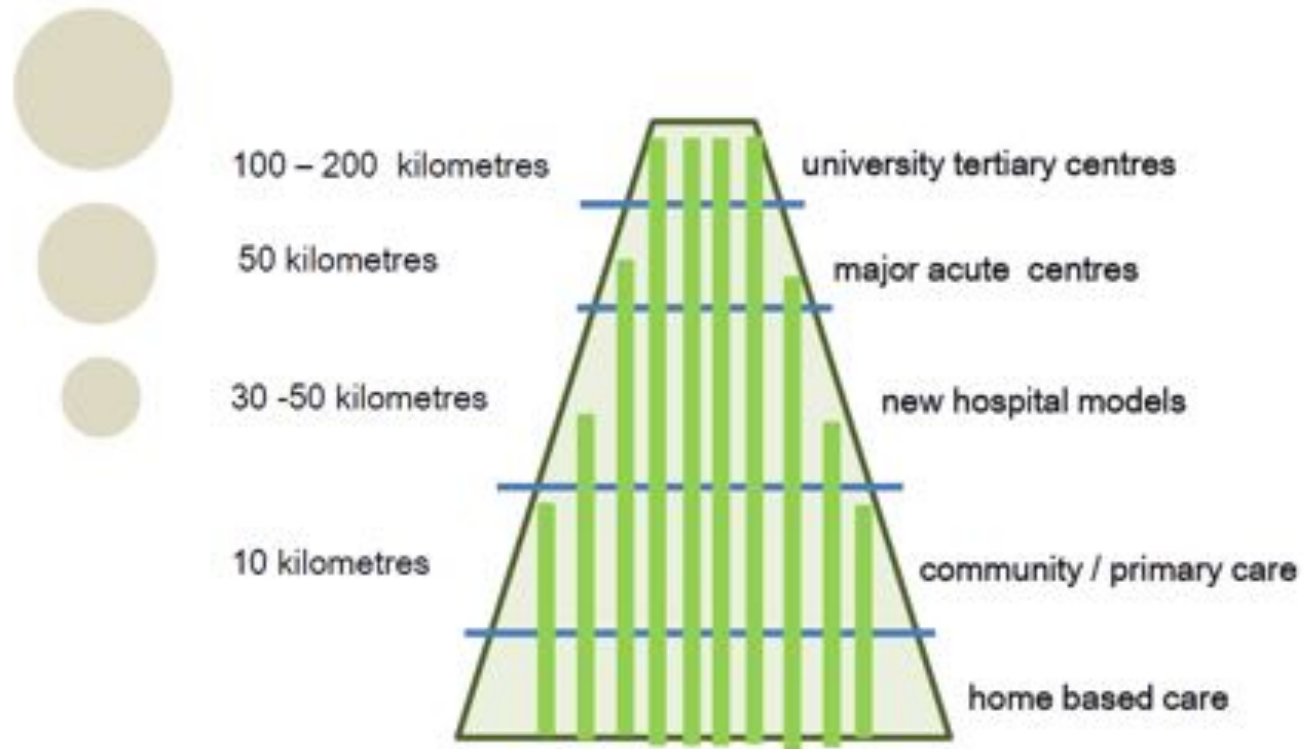 100 – 200 kilometres
university tertiary centres
50 kilometres
major acute centres
30 -50 kilometres
new hospital models
10 kilometres
community / primary care
home based care